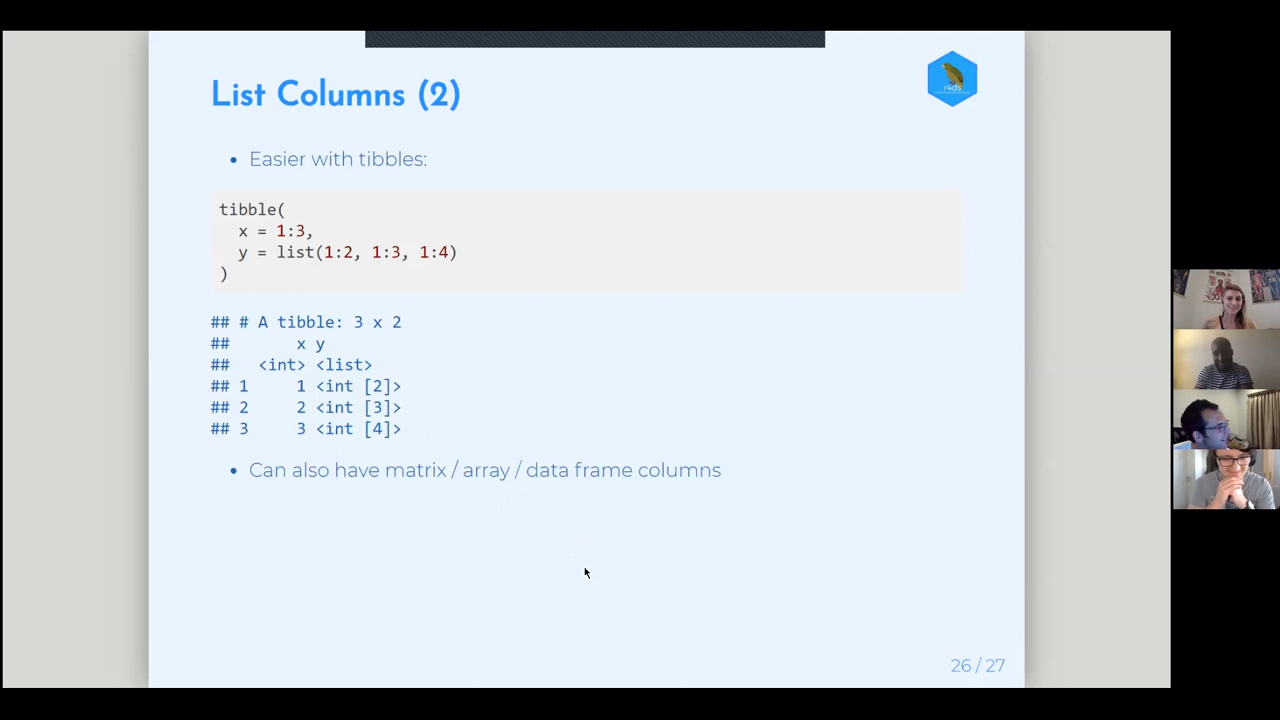 List Columns (2)
r4ds
• Easier with tibbles:
tibble(
  x = 1:3,
  y = list(1:2, 1:3, 1:4)
)
## # A tibble: 3 x 2
##       x y
##   <int> <list>
## 1     1 <int [2]>
## 2     2 <int [3]>
## 3     3 <int [4]>
• Can also have matrix / array / data frame columns
26 / 27